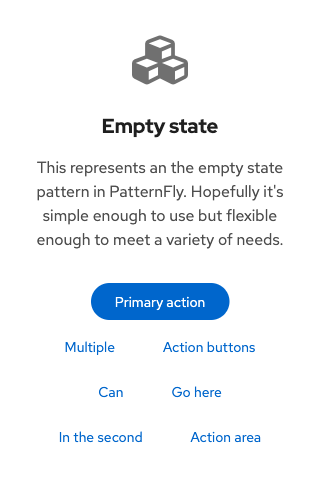 Empty state
This represents an the empty state
pattern in PatternFly. Hopefully it's
simple enough to use but flexible
enough to meet a variety of needs.
Primary action
Multiple Action buttons
Can Go here
In the second Action area